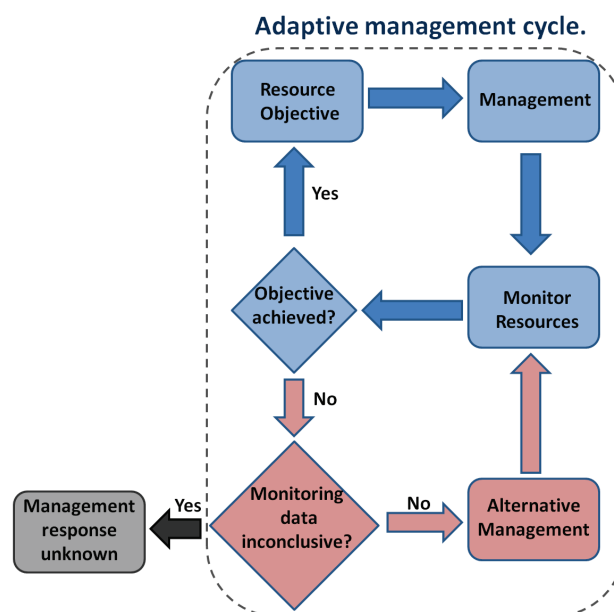 Adaptive management cycle.
Resource
Objective
Management
Yes
Objective
achieved?
Monitor
Resources
No
Monitoring
data
inconclusive?
No
Alternative
Management
Yes
Management
response
unknown